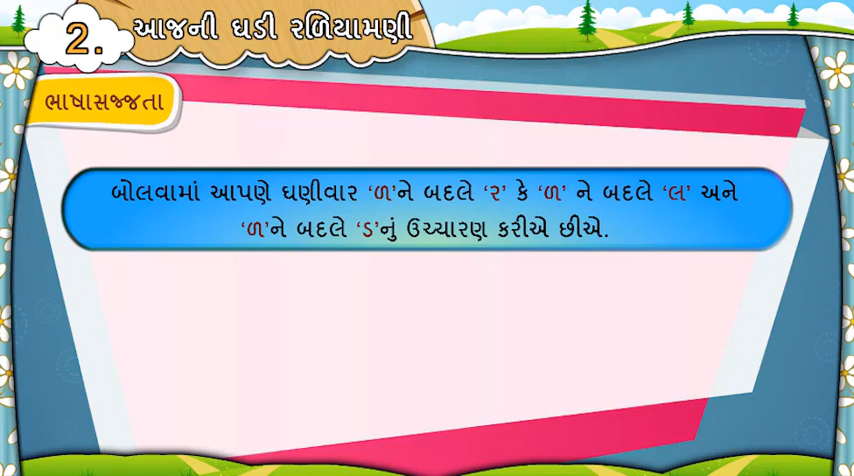 2. આજની ઘડી રળિયામણી
ભાષાસજ્જતા
બોલવામાં આપણે ઘણીવાર ‘ળ’ને બદલે ‘ર’ કે ‘ળ’ ને બદલે ‘લ’ અને
‘ળ’ને બદલે ‘ડ’નું ઉચ્ચારણ કરીએ છીએ.